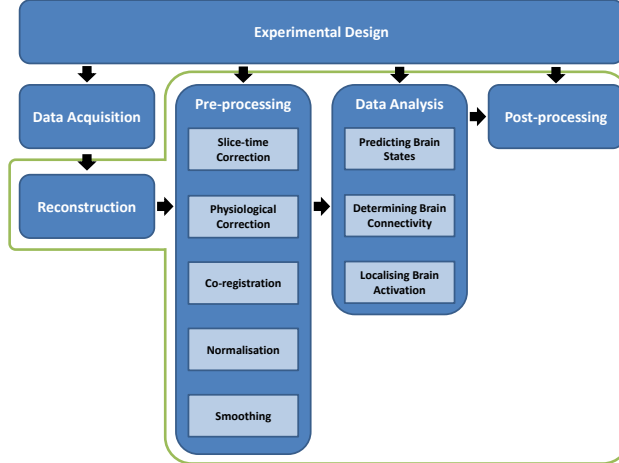 Experimental Design
Data Acquisition
Reconstruction
Pre-processing
Slice-time
Correction
Physiological
Correction
Co-registration
Normalisation
Smoothing
Data Analysis
Predicting Brain
States
Determining Brain
Connectivity
Localising Brain
Activation
Post-processing